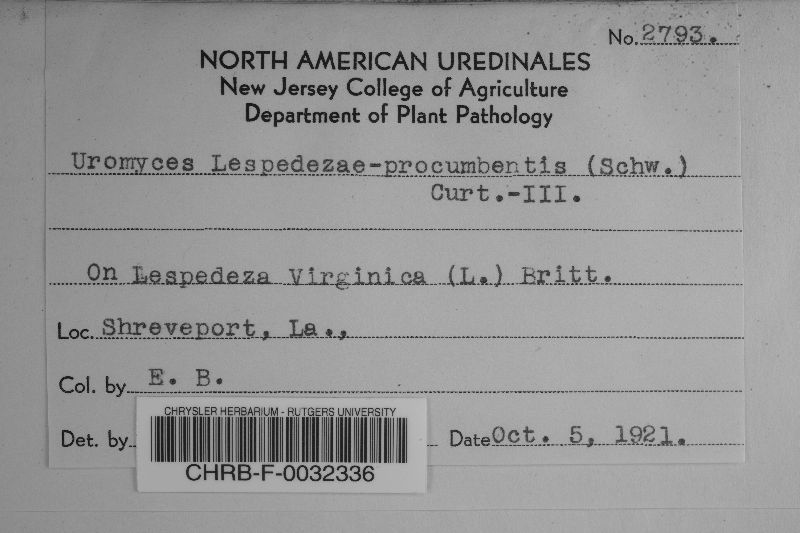 No. 2793.
NORTH AMERICAN UREDINALES
New Jersey College of Agriculture
Department of Plant Pathology
Uromyces Lespedezae-procumbentis (Schw.)
Curt.-III.
On Lespedeza Virginica (L.) Britt.
Loc. Shreveport, La.,
Col. by E. B.
Det. by Date Oct. 5, 1921.
CHRYSLER HERBARIUM - RUTGERS UNIVERSITY
CHRB-F-0032336